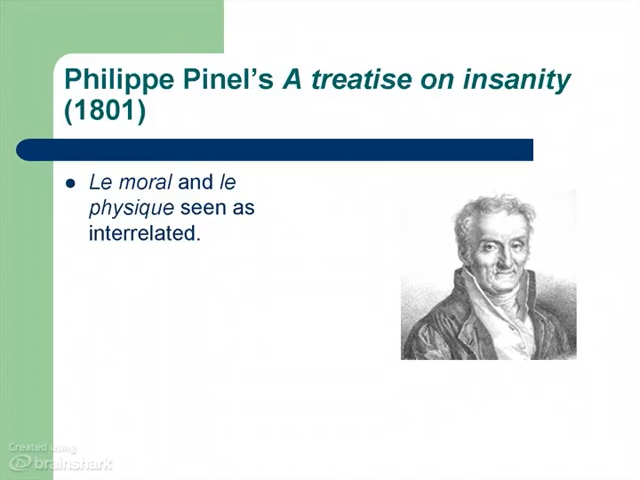 Philippe Pinel's A treatise on insanity
(1801)
Le moral and le
physique seen as
interrelated.
Created using
brainshark